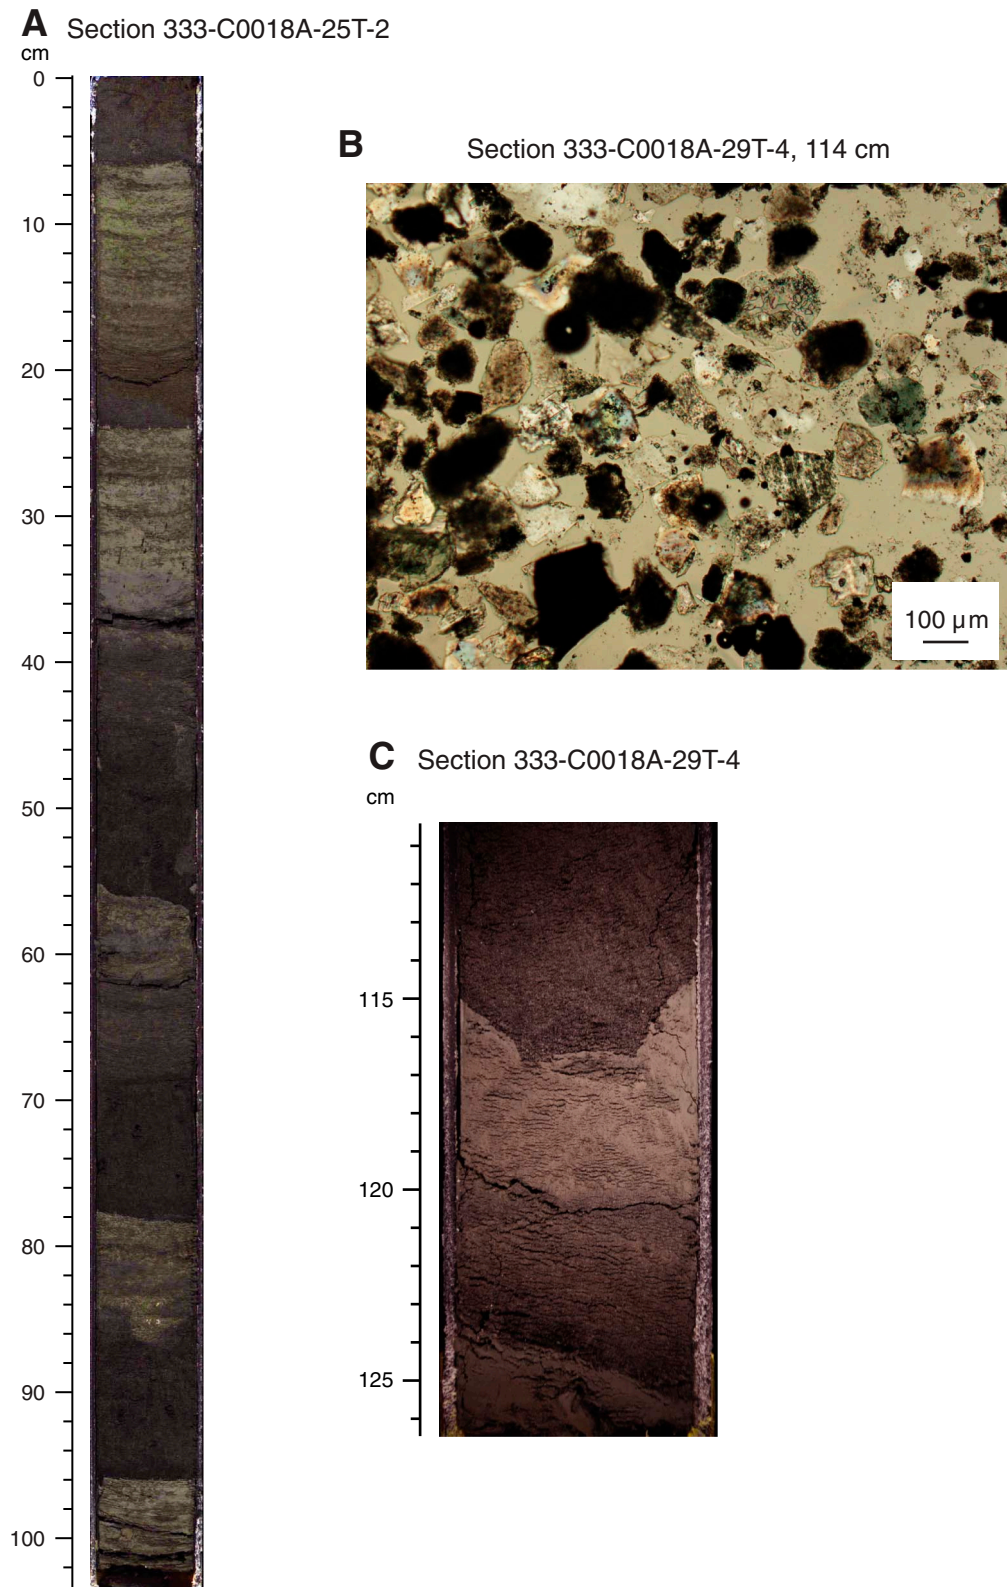 A Section 333-C0018A-25T-2
cm
0
10
20
30
40
50
60
70
80
90
100
B Section 333-C0018A-29T-4, 114 cm
100 µm
C Section 333-C0018A-29T-4
cm
115
120
125